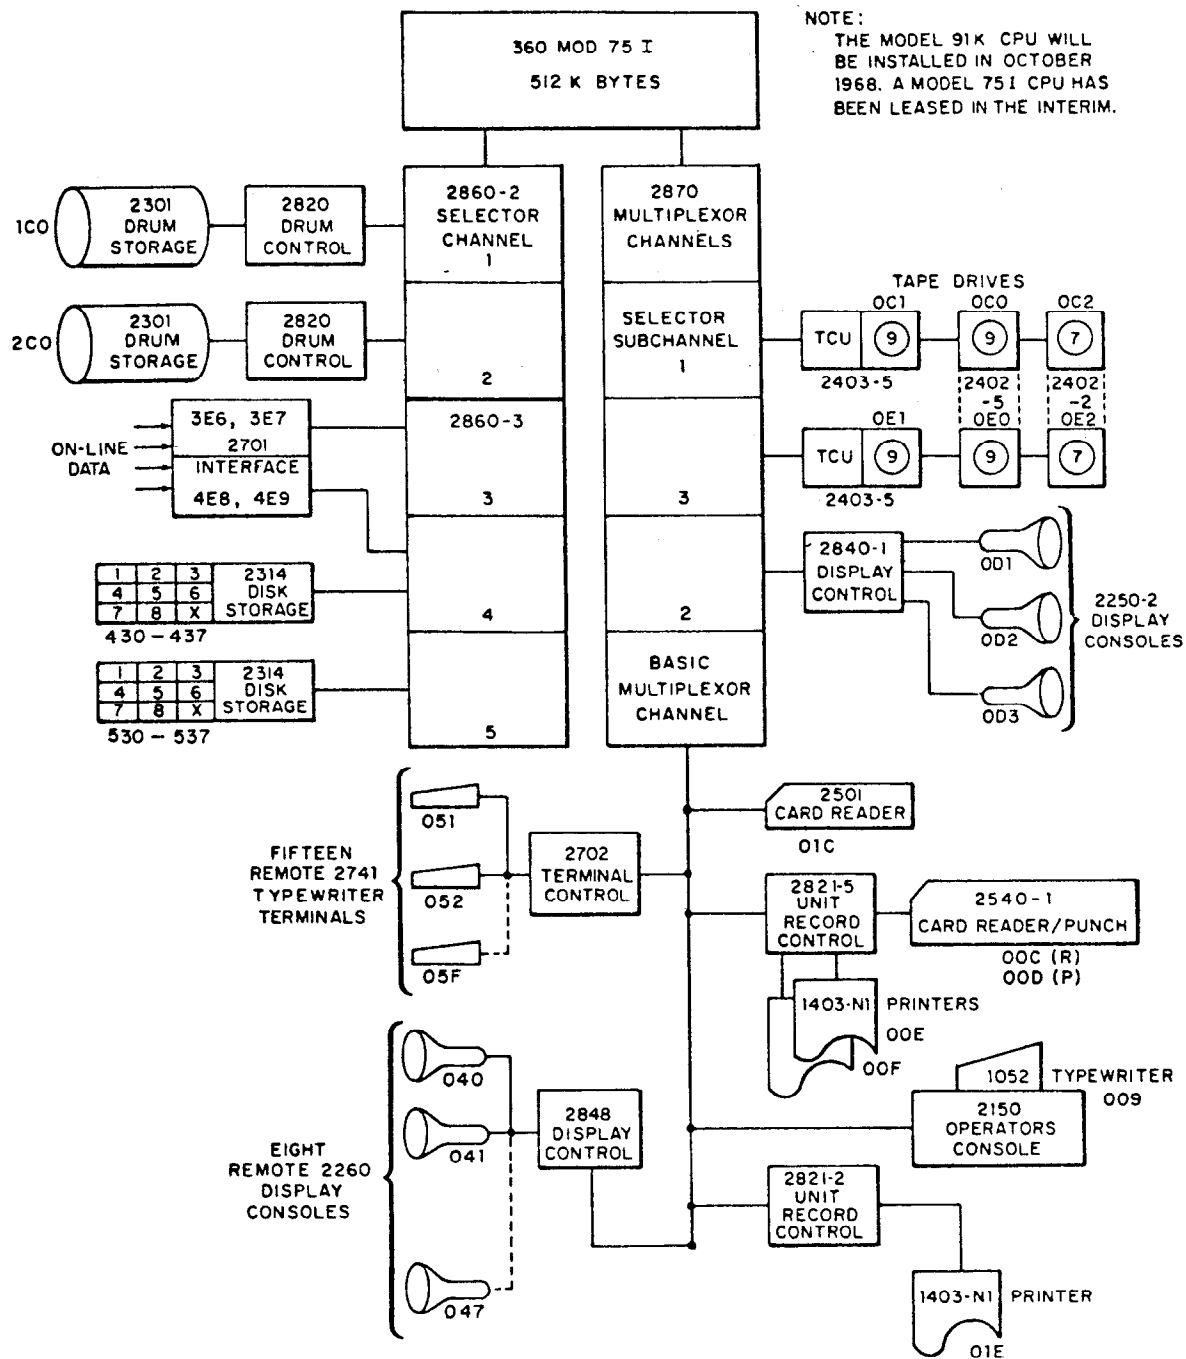 360 MOD 75 I
512 K BYTES
NOTE:
THE MODEL 91K CPU WILL
BE INSTALLED IN OCTOBER
1968. A MODEL 75I CPU HAS
BEEN LEASED IN THE INTERIM.
1C0
2301
DRUM
STORAGE
2820
DRUM
CONTROL
2860-2
SELECTOR
CHANNEL
1
2870
MULTIPLEXOR
CHANNELS
2C0
2301
DRUM
STORAGE
2820
DRUM
CONTROL
2
SELECTOR
SUBCHANNEL
1
TAPE DRIVES
0C1
0C0
0C2
TCU
9
9
7
2403-5
2402
-5
2402
-2
ON-LINE
DATA
3E6, 3E7
2701
INTERFACE
4E8, 4E9
2860-3
3
3
0E1
0E0
0E2
TCU
9
9
7
2403-5
1 2 3
4 5 6
7 8 X
2314
DISK
STORAGE
430-437
4
2
2840-1
DISPLAY
CONTROL
0D1
0D2
0D3
2250-2
DISPLAY
CONSOLES
1 2 3
4 5 6
7 8 X
2314
DISK
STORAGE
530-537
5
BASIC
MULTIPLEXOR
CHANNEL
FIFTEEN
REMOTE 2741
TYPEWRITER
TERMINALS
051
052
05F
2702
TERMINAL
CONTROL
2501
CARD READER
01C
2821-5
UNIT
RECORD
CONTROL
2540-1
CARD READER/PUNCH
00C (R)
00D (P)
1403-N1
PRINTERS
00E
00F
EIGHT
REMOTE 2260
DISPLAY
CONSOLES
040
041
047
2848
DISPLAY
CONTROL
1052
TYPEWRITER
009
2150
OPERATORS
CONSOLE
2821-2
UNIT
RECORD
CONTROL
1403-N1
PRINTER
01E